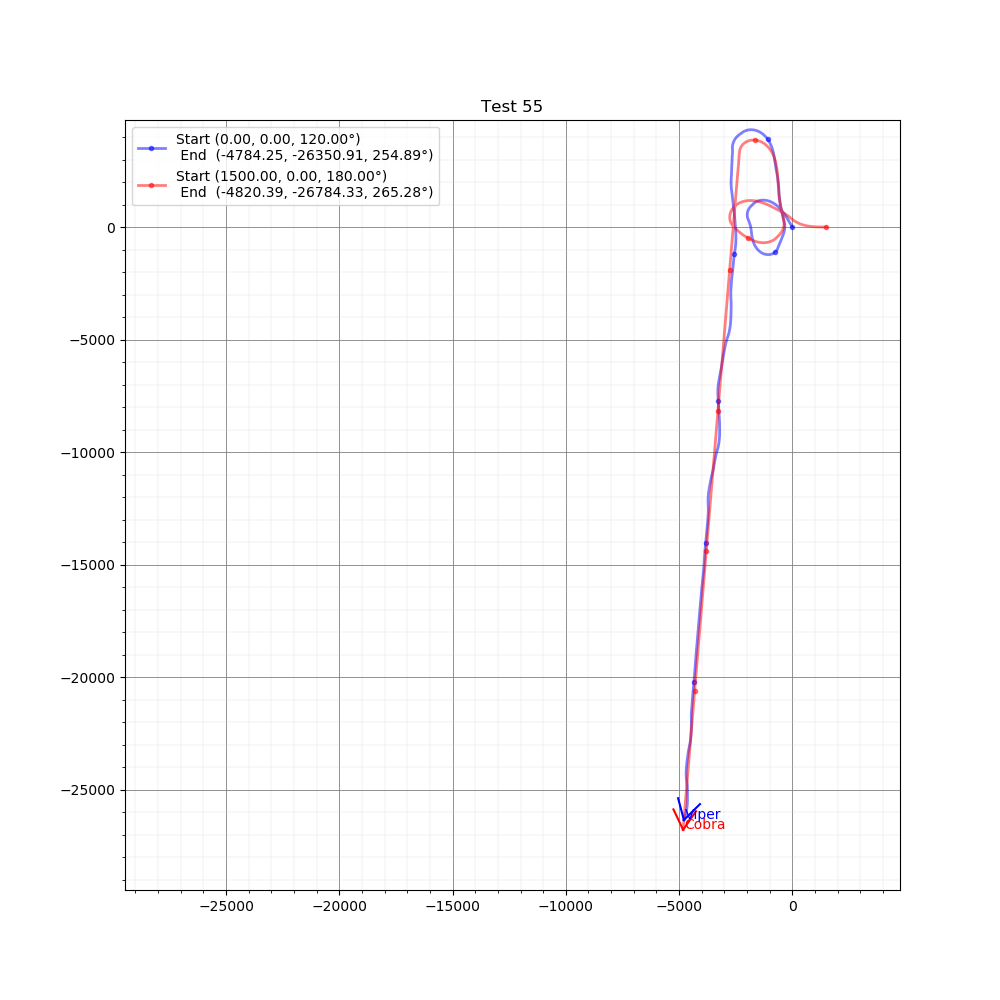 Test 55
Start (0.00, 0.00, 120.00°)
End  (-4784.25, -26350.91, 254.89°)
Start (1500.00, 0.00, 180.00°)
End  (-4820.39, -26784.33, 265.28°)
0
−5000
−10000
−15000
−20000
−25000
Viper
Cobra
−25000 −20000 −15000 −10000 −5000 0